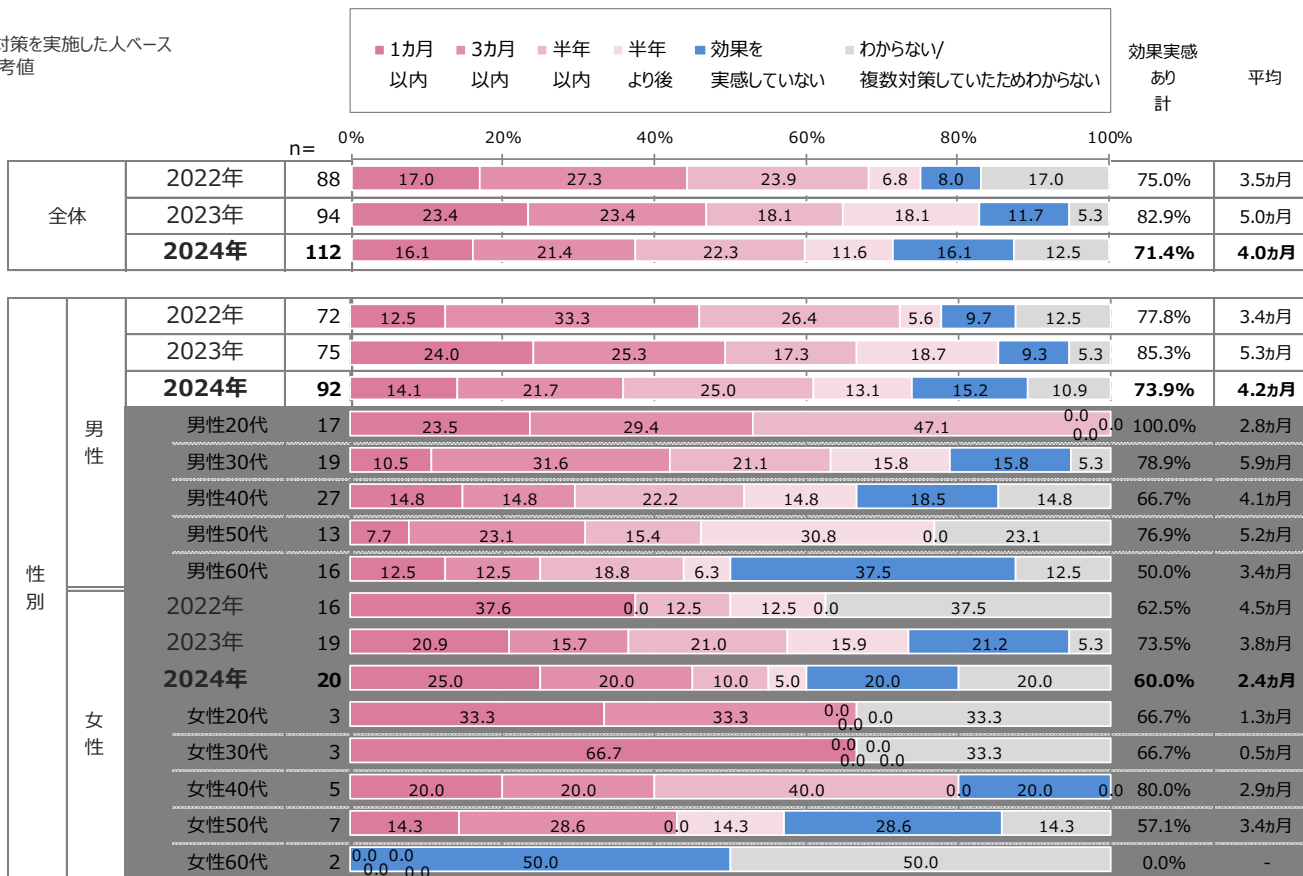 対策を実施した人ベース
考値
1カ月以内
3カ月以内
半年以内
半年より後
効果を実感していない
わからない/複数対策していたためわからない
効果実感あり計
平均
n= 0% 20% 40% 60% 80% 100%
全体
2022年 88 17.0 27.3 23.9 6.8 8.0 17.0 75.0% 3.5ヵ月
2023年 94 23.4 23.4 18.1 18.1 11.7 5.3 82.9% 5.0ヵ月
2024年 112 16.1 21.4 22.3 11.6 16.1 12.5 71.4% 4.0ヵ月
性別
男性
2022年 72 12.5 33.3 26.4 5.6 9.7 12.5 77.8% 3.4ヵ月
2023年 75 24.0 25.3 17.3 18.7 9.3 5.3 85.3% 5.3ヵ月
2024年 92 14.1 21.7 25.0 13.1 15.2 10.9 73.9% 4.2ヵ月
男性20代 17 23.5 29.4 47.1 0.0 0.0 0.0 100.0% 2.8ヵ月
男性30代 19 10.5 31.6 21.1 15.8 15.8 5.3 78.9% 5.9ヵ月
男性40代 27 14.8 14.8 22.2 14.8 18.5 14.8 66.7% 4.1ヵ月
男性50代 13 7.7 23.1 15.4 30.8 0.0 23.1 76.9% 5.2ヵ月
男性60代 16 12.5 12.5 18.8 6.3 37.5 12.5 50.0% 3.4ヵ月
女性
2022年 16 37.6 0.0 12.5 12.5 0.0 37.5 62.5% 4.5ヵ月
2023年 19 20.9 15.7 21.0 15.9 21.2 5.3 73.5% 3.8ヵ月
2024年 20 25.0 20.0 10.0 5.0 20.0 20.0 60.0% 2.4ヵ月
女性20代 3 33.3 33.3 0.0 0.0 0.0 33.3 66.7% 1.3ヵ月
女性30代 3 66.7 0.0 0.0 0.0 0.0 33.3 66.7% 0.5ヵ月
女性40代 5 20.0 20.0 40.0 0.0 20.0 0.0 80.0% 2.9ヵ月
女性50代 7 14.3 28.6 0.0 14.3 28.6 14.3 57.1% 3.4ヵ月
女性60代 2 0.0 0.0 0.0 0.0 50.0 50.0 0.0% -